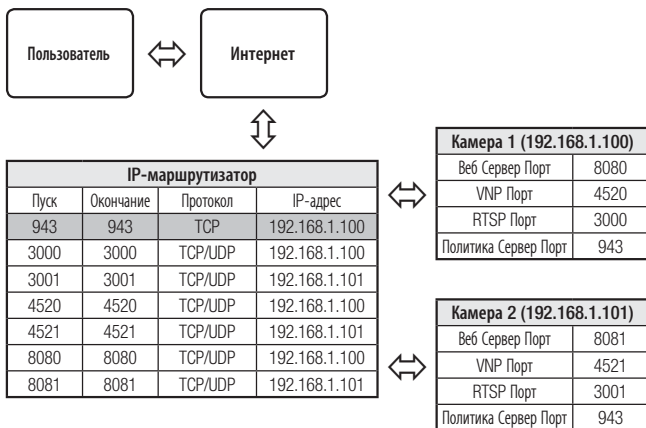 Пользователь
Интернет
IP-маршрутизатор
Пуск Окончание Протокол IP-адрес
943 943 TCP 192.168.1.100
3000 3000 TCP/UDP 192.168.1.100
3001 3001 TCP/UDP 192.168.1.101
4520 4520 TCP/UDP 192.168.1.100
4521 4521 TCP/UDP 192.168.1.101
8080 8080 TCP/UDP 192.168.1.100
8081 8081 TCP/UDP 192.168.1.101
Камера 1 (192.168.1.100)
Веб Сервер Порт 8080
VNP Порт 4520
RTSP Порт 3000
Политика Сервер Порт 943
Камера 2 (192.168.1.101)
Веб Сервер Порт 8081
VNP Порт 4521
RTSP Порт 3001
Политика Сервер Порт 943